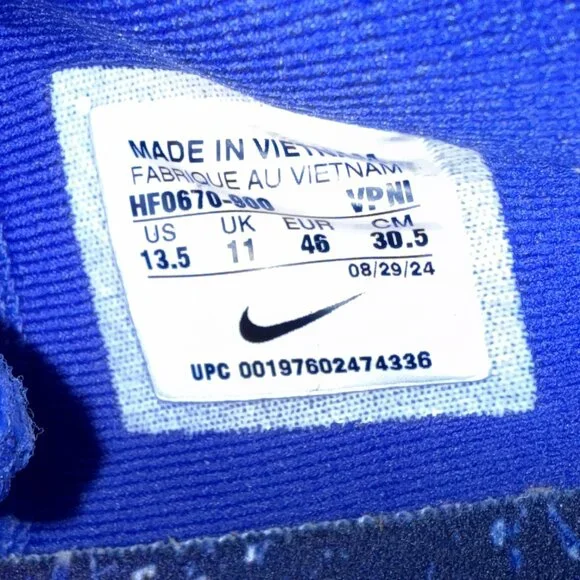 MADE IN VIETNAM
FABRIQUE AU VIETNAM
HF0670-900 VPNI
US UK EUR CM
13.5 11 46 30.5
08/29/24
UPC 00197602474336